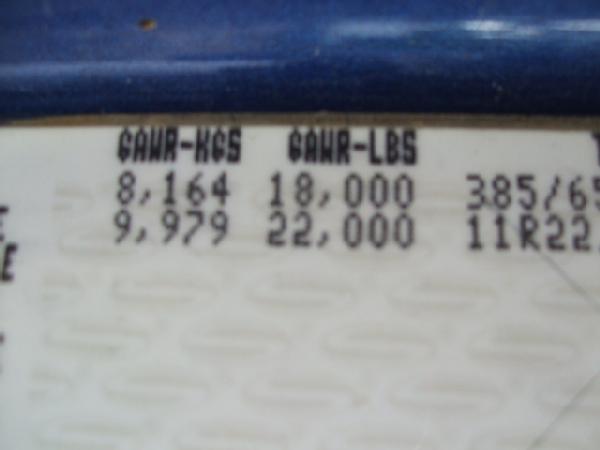 GAWR-KGS GAWR-LBS
8,164 18,000 385/65
9,979 22,000 11R22.
E